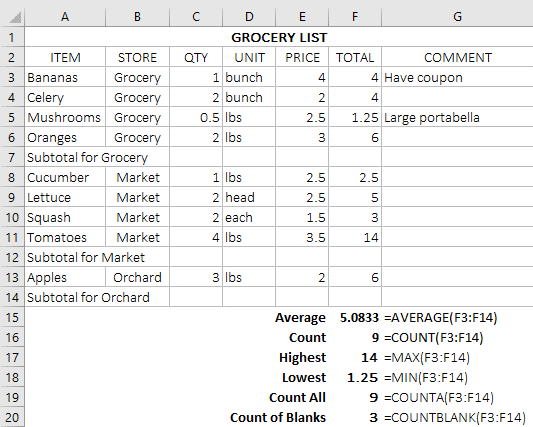 A B C D E F G
1 GROCERY LIST
2 ITEM STORE QTY UNIT PRICE TOTAL COMMENT
3 Bananas Grocery 1 bunch 4 4 Have coupon
4 Celery Grocery 2 bunch 2 4
5 Mushrooms Grocery 0.5 lbs 2.5 1.25 Large portabella
6 Oranges Grocery 2 lbs 3 6
7 Subtotal for Grocery
8 Cucumber Market 1 lbs 2.5 2.5
9 Lettuce Market 2 head 2.5 5
10 Squash Market 2 each 1.5 3
11 Tomatoes Market 4 lbs 3.5 14
12 Subtotal for Market
13 Apples Orchard 3 lbs 2 6
14 Subtotal for Orchard
15 Average 5.0833 =AVERAGE(F3:F14)
16 Count 9 =COUNT(F3:F14)
17 Highest 14 =MAX(F3:F14)
18 Lowest 1.25 =MIN(F3:F14)
19 Count All 9 =COUNTA(F3:F14)
20 Count of Blanks 3 =COUNTBLANK(F3:F14)